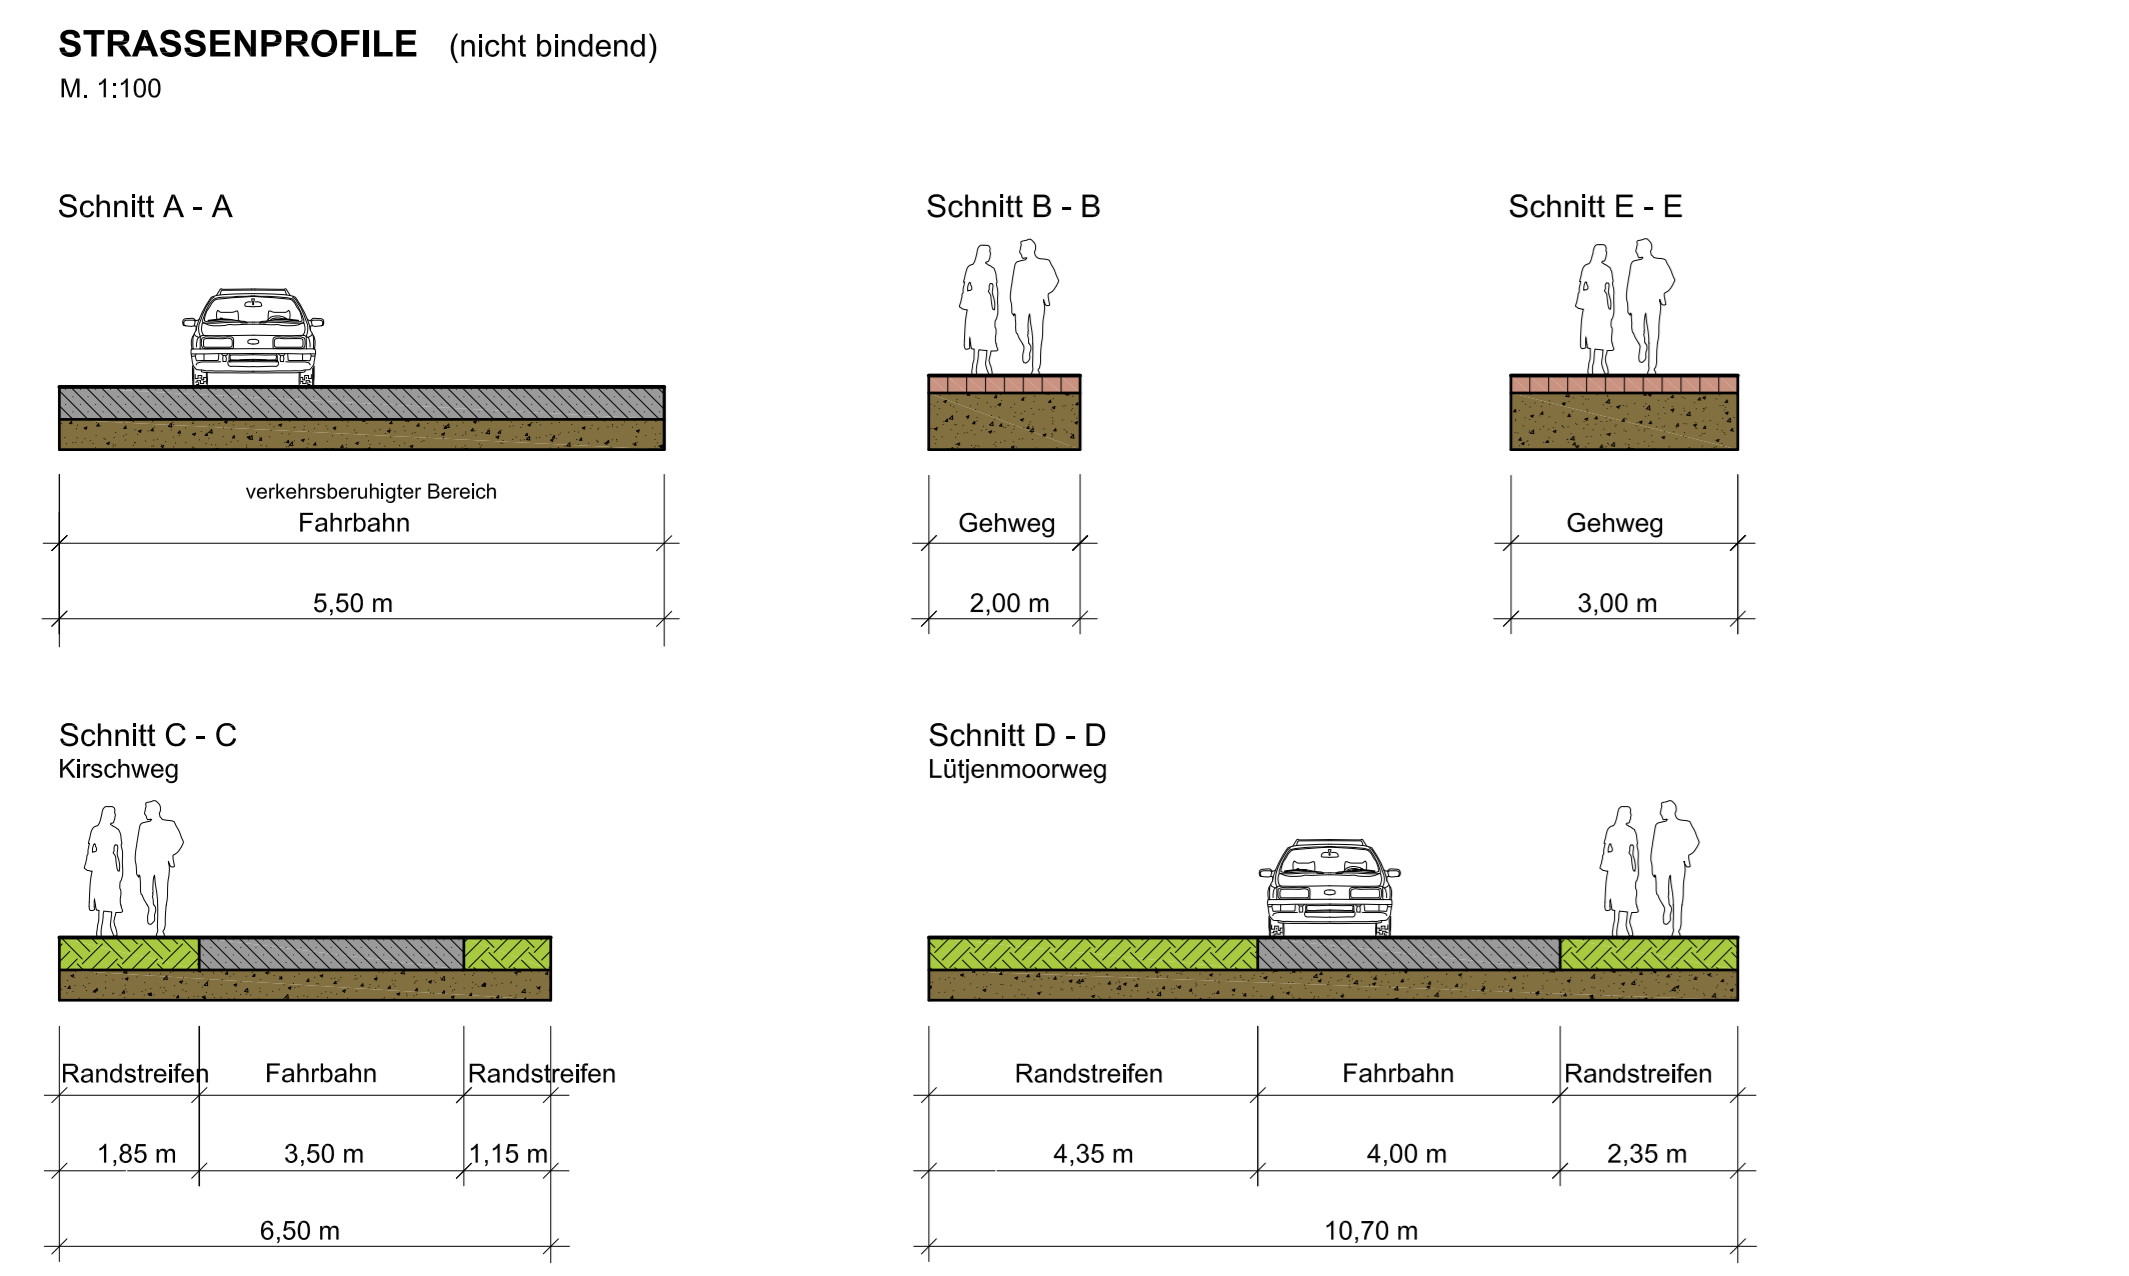 STRASSENPROFILE (nicht bindend)
M. 1:100
Schnitt A - A
Schnitt B - B
Schnitt E - E
verkehrsberuhigter Bereich
Fahrbahn
Gehweg
Gehweg
5,50 m
2,00 m
3,00 m
Schnitt C - C
Kirschweg
Schnitt D - D
Lütjenmoorweg
Randstreifen
Fahrbahn
Randstreifen
Randstreifen
Fahrbahn
Randstreifen
1,85 m
3,50 m
1,15 m
4,35 m
4,00 m
2,35 m
6,50 m
10,70 m